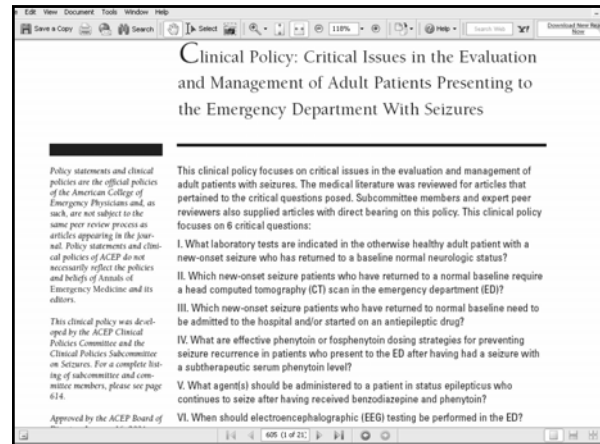 Edit View Document Tools Window Help
Save a Copy Search Select 118% Help Search Web Y! Download New Now
Clinical Policy: Critical Issues in the Evaluation
and Management of Adult Patients Presenting to
the Emergency Department With Seizures
Policy statements and clinical
policies are the official policies
of the American College of
Emergency Physicians and, as
such, are not subject to the
same peer review process as
articles appearing in the jour-
nal. Policy statements and clini-
cal policies of ACEP do not
necessarily reflect the policies
and beliefs of Annals of
Emergency Medicine and its
editors.
This clinical policy was devel-
oped by the ACEP Clinical
Policies Committee and the
Clinical Policies Subcommittee
on Seizures. For a complete list-
ing of subcommittee and com-
mittee members, please see page
614.
Approved by the ACEP Board of
This clinical policy focuses on critical issues in the evaluation and management of
adult patients with seizures. The medical literature was reviewed for articles that
pertained to the critical questions posed. Subcommittee members and expert peer
reviewers also supplied articles with direct bearing on this policy. This clinical policy
focuses on 6 critical questions:
I. What laboratory tests are indicated in the otherwise healthy adult patient with a
new-onset seizure who has returned to a baseline normal neurologic status?
II. Which new-onset seizure patients who have returned to a normal baseline require
a head computed tomography (CT) scan in the emergency department (ED)?
III. Which new-onset seizure patients who have returned to normal baseline need to
be admitted to the hospital and/or started on an antiepileptic drug?
IV. What are effective phenytoin or fosphenytoin dosing strategies for preventing
seizure recurrence in patients who present to the ED after having had a seizure with
a subtherapeutic serum phenytoin level?
V. What agent(s) should be administered to a patient in status epilepticus who
continues to seize after having received benzodiazepine and phenytoin?
VI. When should electroencephalographic (EEG) testing be performed in the ED?
605 (1 of 21)